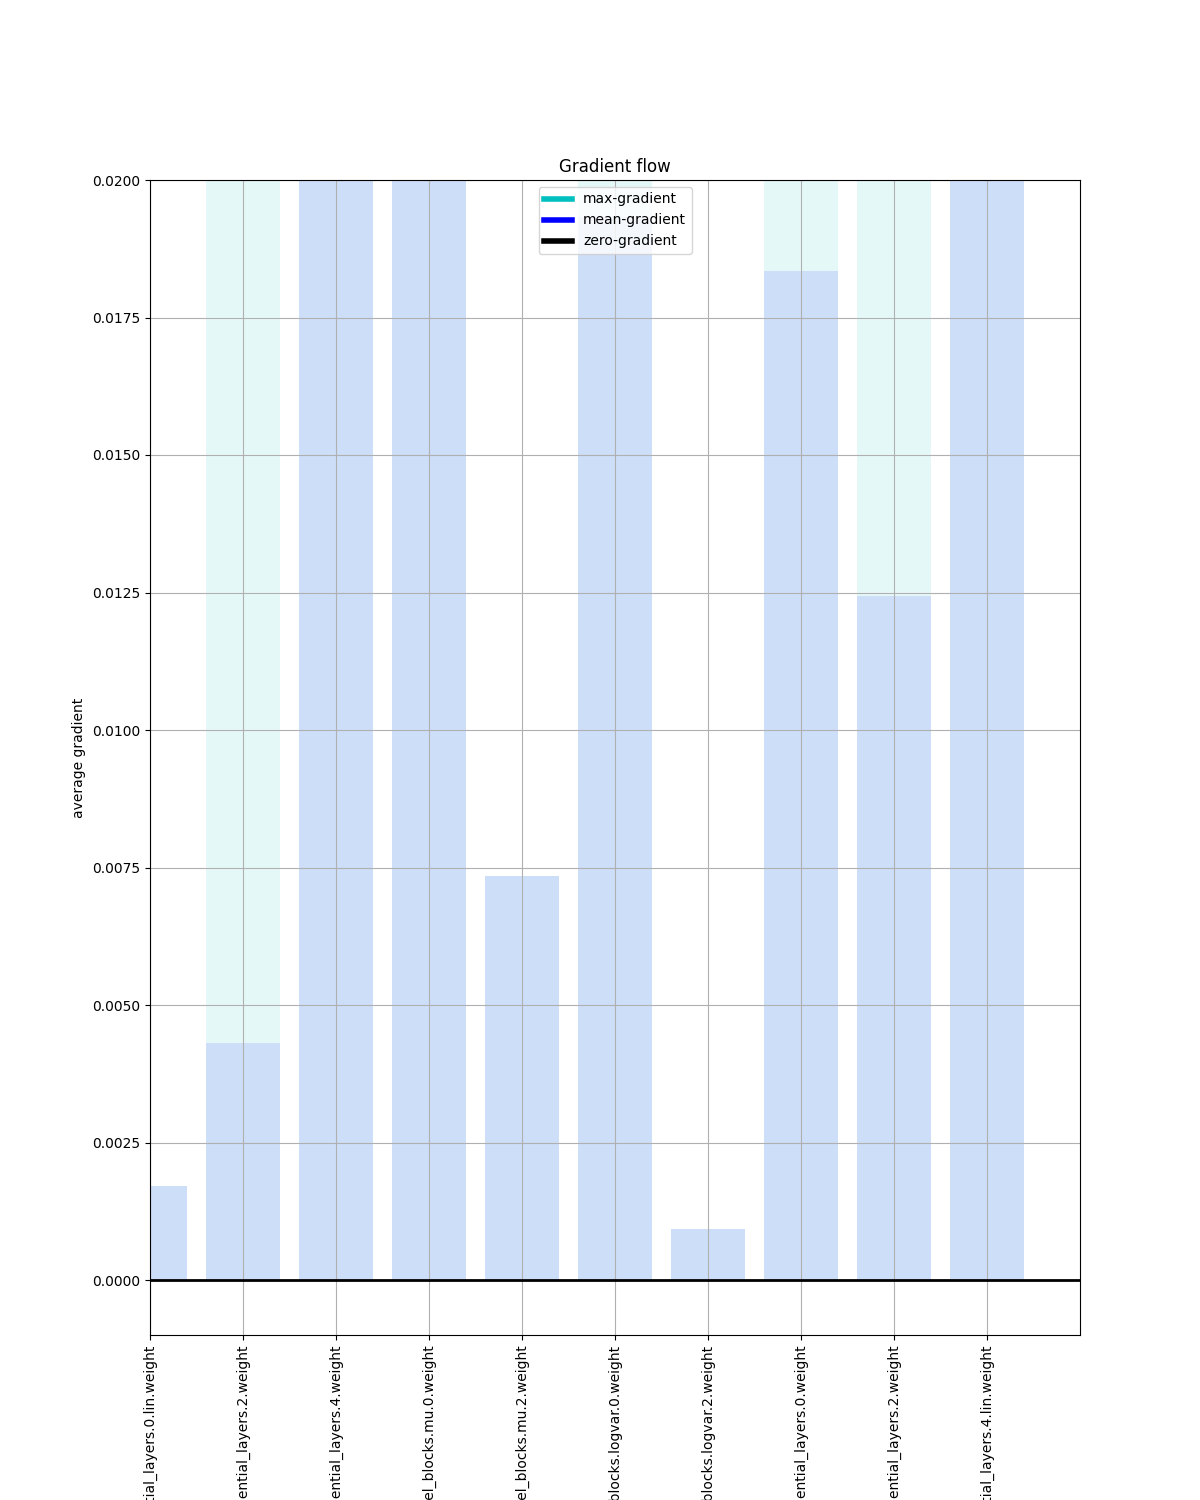 Gradient flow
max-gradient
mean-gradient
zero-gradient
0.0200
0.0175
0.0150
0.0125
0.0100
0.0075
0.0050
0.0025
0.0000
average gradient
tial_layers.0.lin.weight
ential_layers.2.weight
ential_layers.4.weight
el_blocks.mu.0.weight
el_blocks.mu.2.weight
blocks.logvar.0.weight
blocks.logvar.2.weight
ential_layers.0.weight
ential_layers.2.weight
tial_layers.4.lin.weight